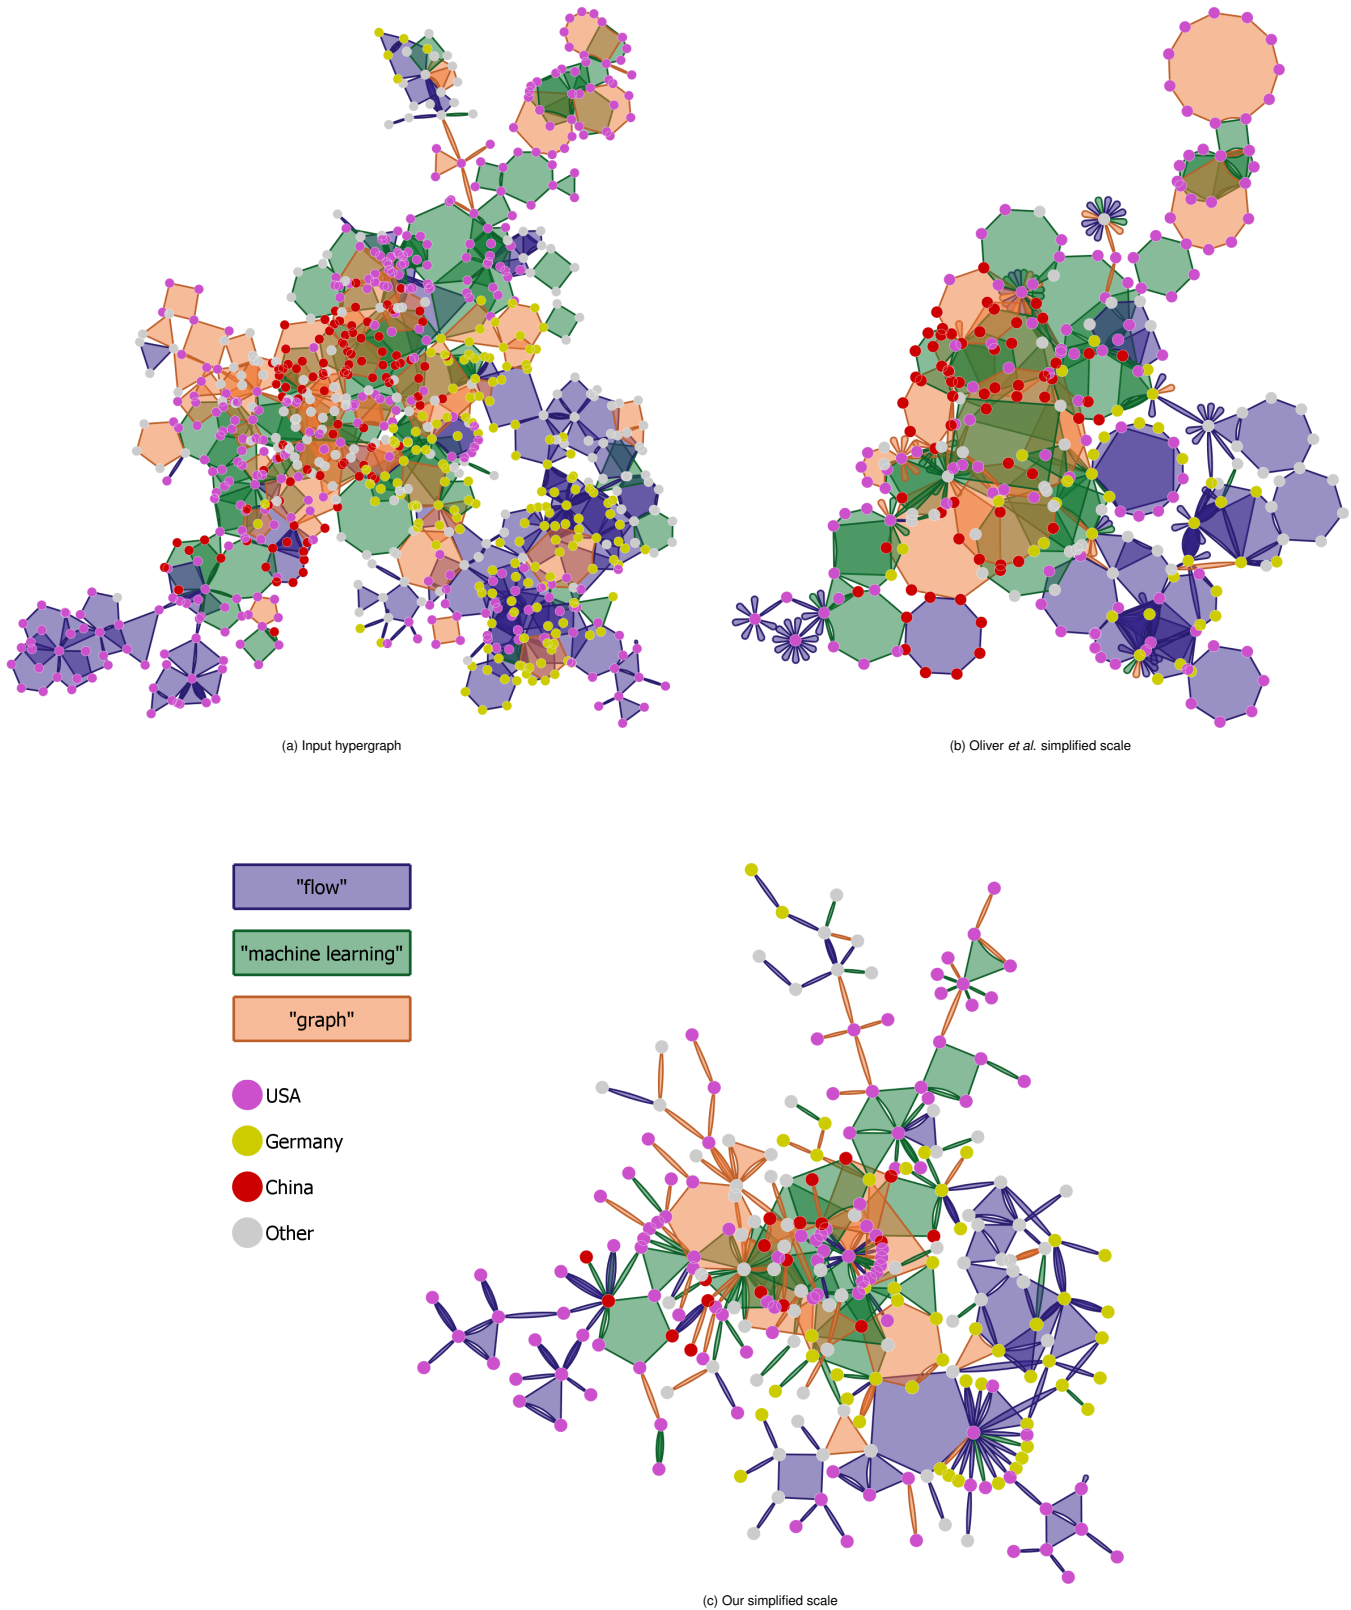 (a) Input hypergraph
(b) Oliver et al. simplified scale
"flow"
"machine learning"
"graph"
USA
Germany
China
Other
(c) Our simplified scale